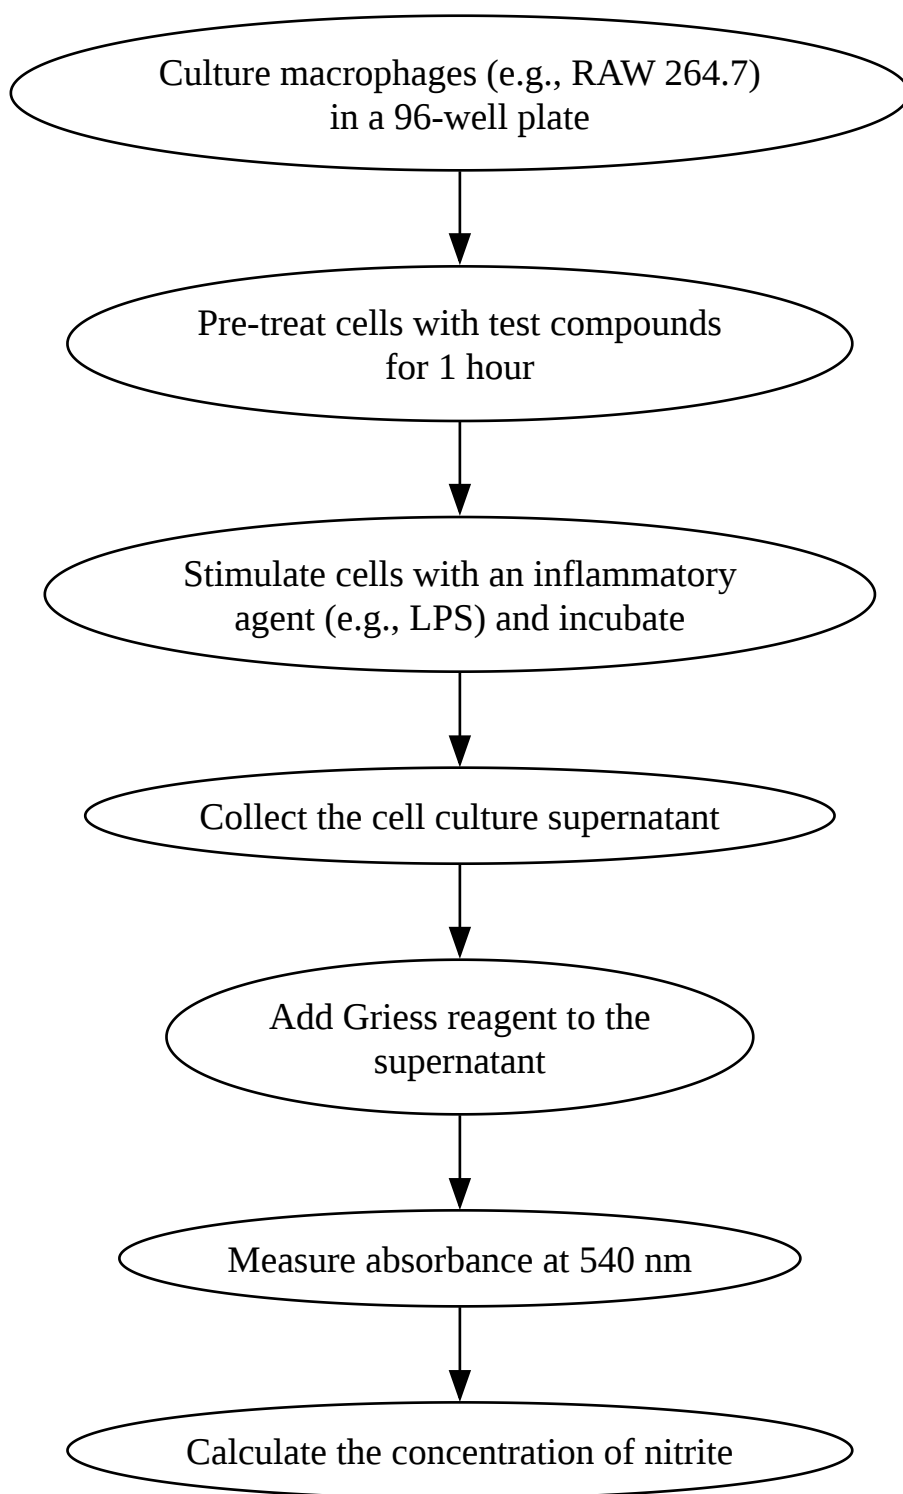 Culture macrophages (e.g., RAW 264.7)
in a 96-well plate
Pre-treat cells with test compounds
for 1 hour
Stimulate cells with an inflammatory
agent (e.g., LPS) and incubate
Collect the cell culture supernatant
Add Griess reagent to the
supernatant
Measure absorbance at 540 nm
Calculate the concentration of nitrite